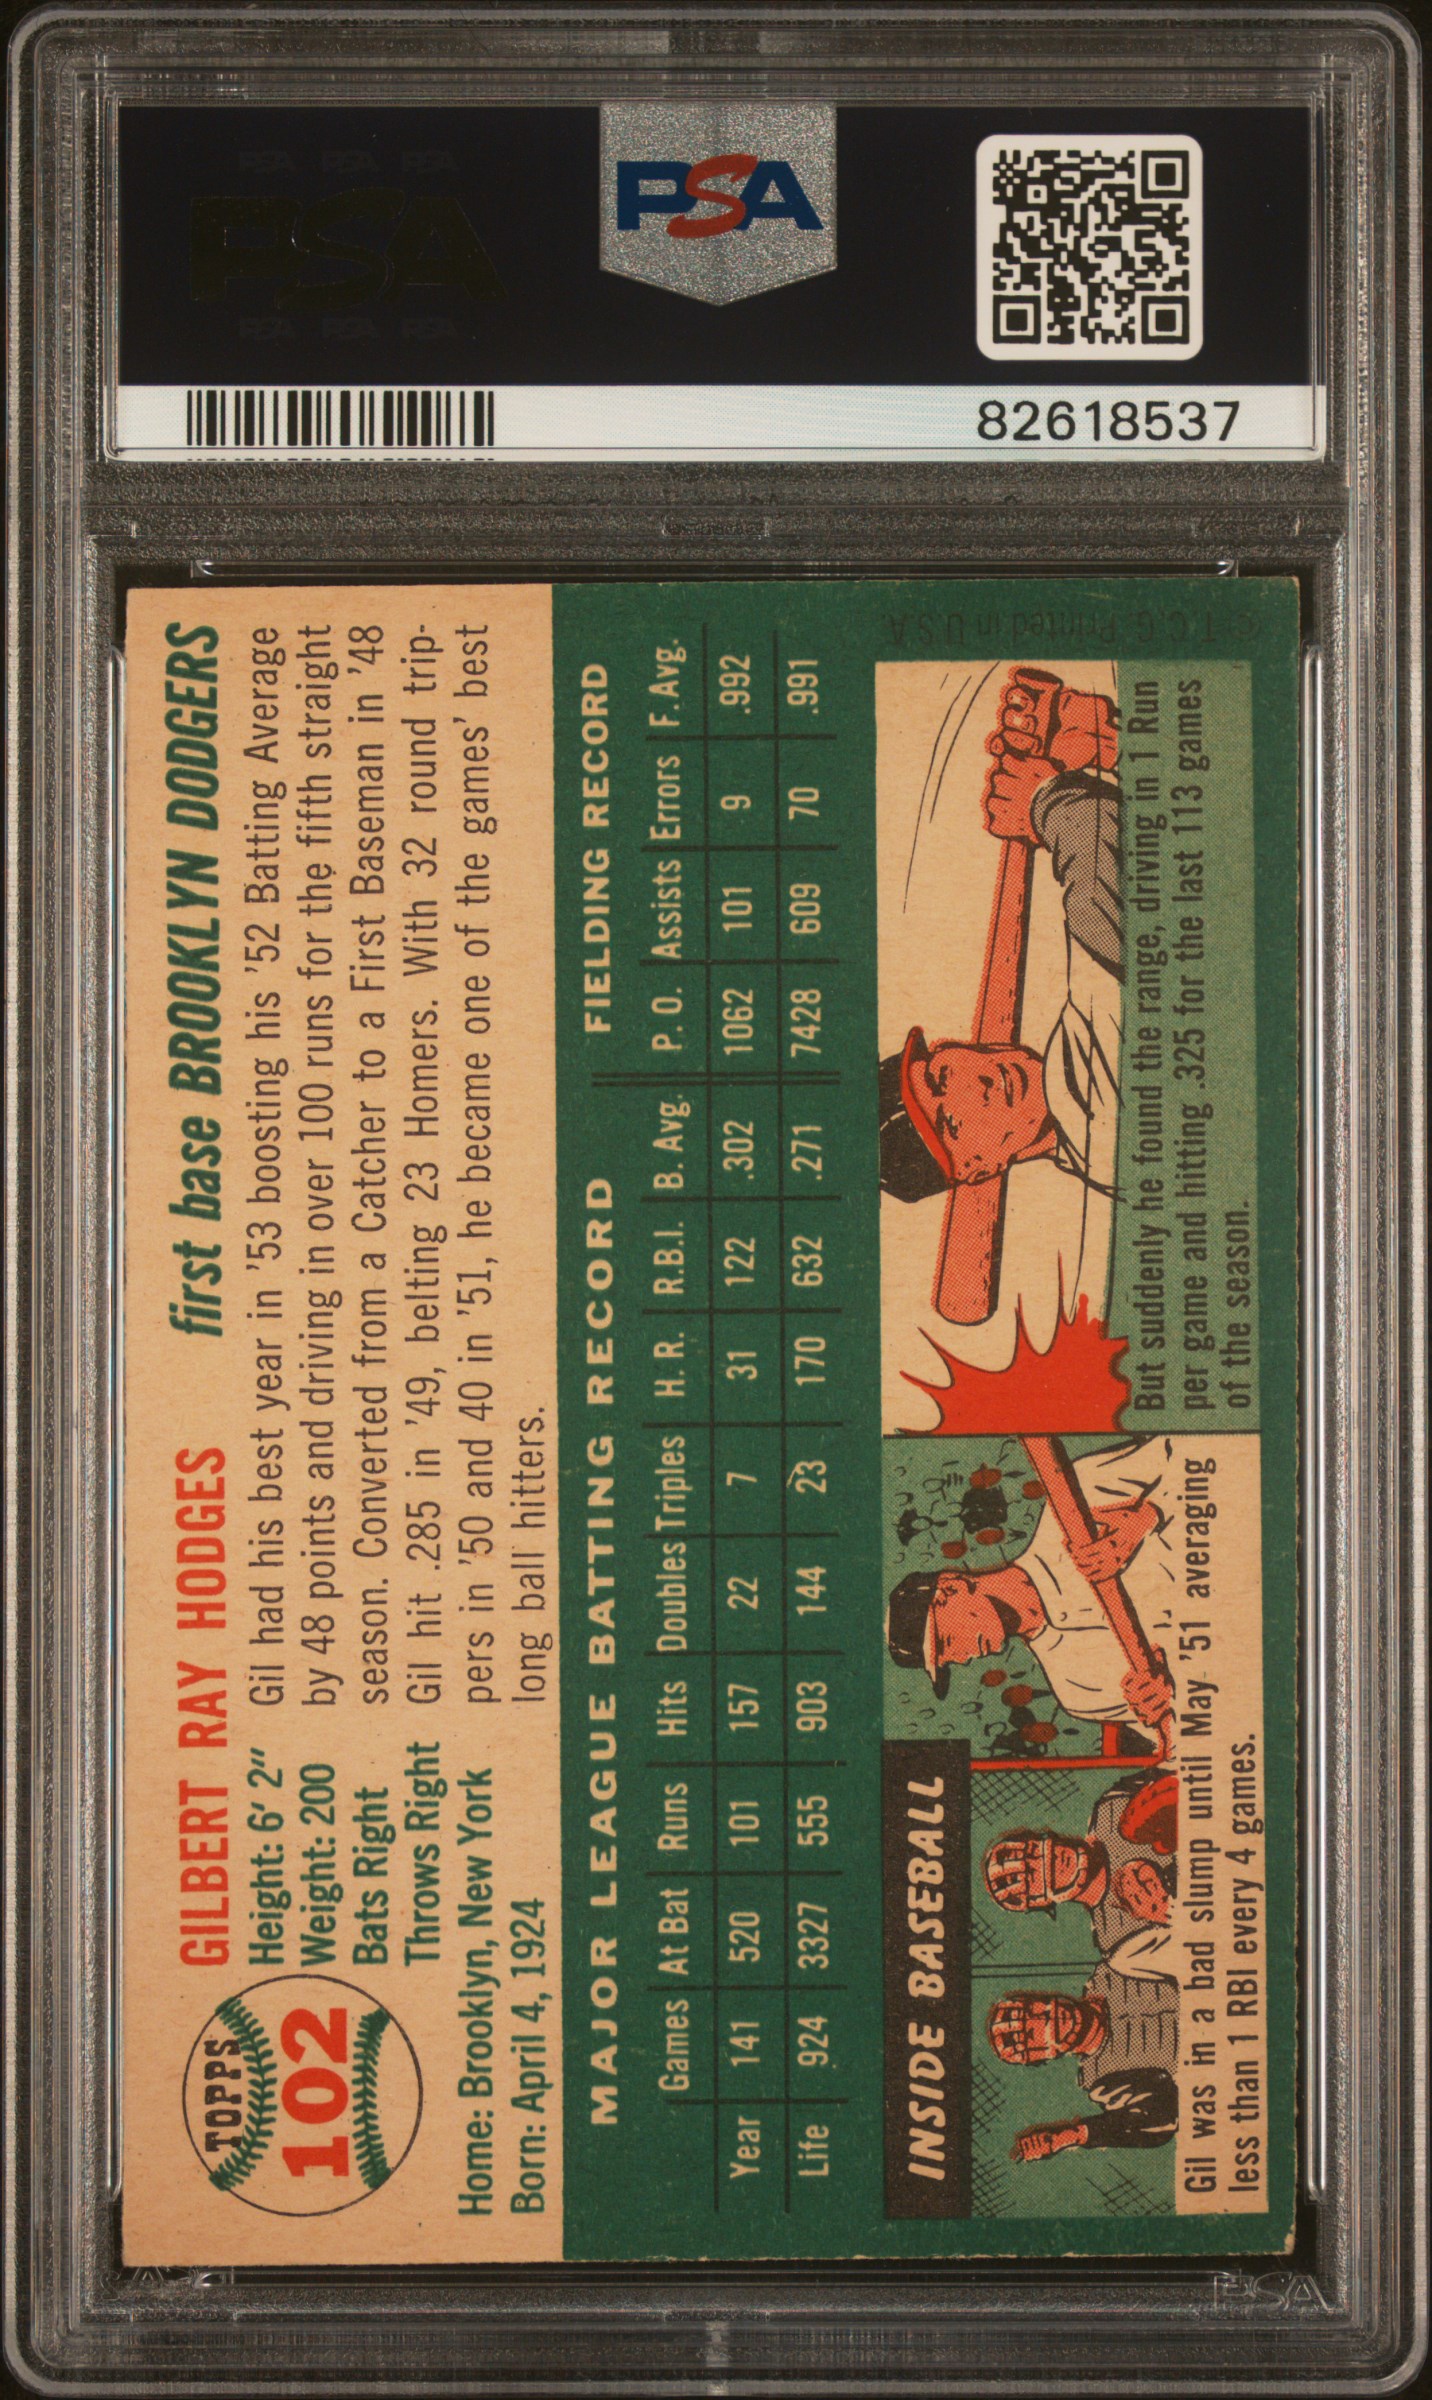 PSA
PSA PSA PSA
PSA
PSA PSA PSA
82618537
TOPPS
102
GILBERT RAY HODGES
first base BROOKLYN DODGERS
Height: 6' 2"
Weight: 200
Bats Right
Throws Right
Home: Brooklyn, New York
Born: April 4, 1924
Gil had his best year in '53 boosting his '52 Batting Average
by 48 points and driving in over 100 runs for the fifth straight
season. Converted from a Catcher to a First Baseman in '48
Gil hit .285 in '49, belting 23 Homers. With 32 round trip-
pers in '50 and 40 in '51, he became one of the games' best
long ball hitters.
MAJOR LEAGUE BATTING RECORD FIELDING RECORD
Games At Bat Runs Hits Doubles Triples H. R. R.B.I. B. Avg. P. O. Assists Errors F. Avg.
Year 141 520 101 157 22 7 31 122 .302 1062 101 9 .992
Life 924 3327 555 903 144 23 170 632 .271 7428 609 70 .991
INSIDE BASEBALL
Gil was in a bad slump until May '51 averaging
less than 1 RBI every 4 games.
But suddenly he found the range, driving in 1 Run
per game and hitting .325 for the last 113 games
of the season.
© T. C. G. Printed in U.S.A.
PSA